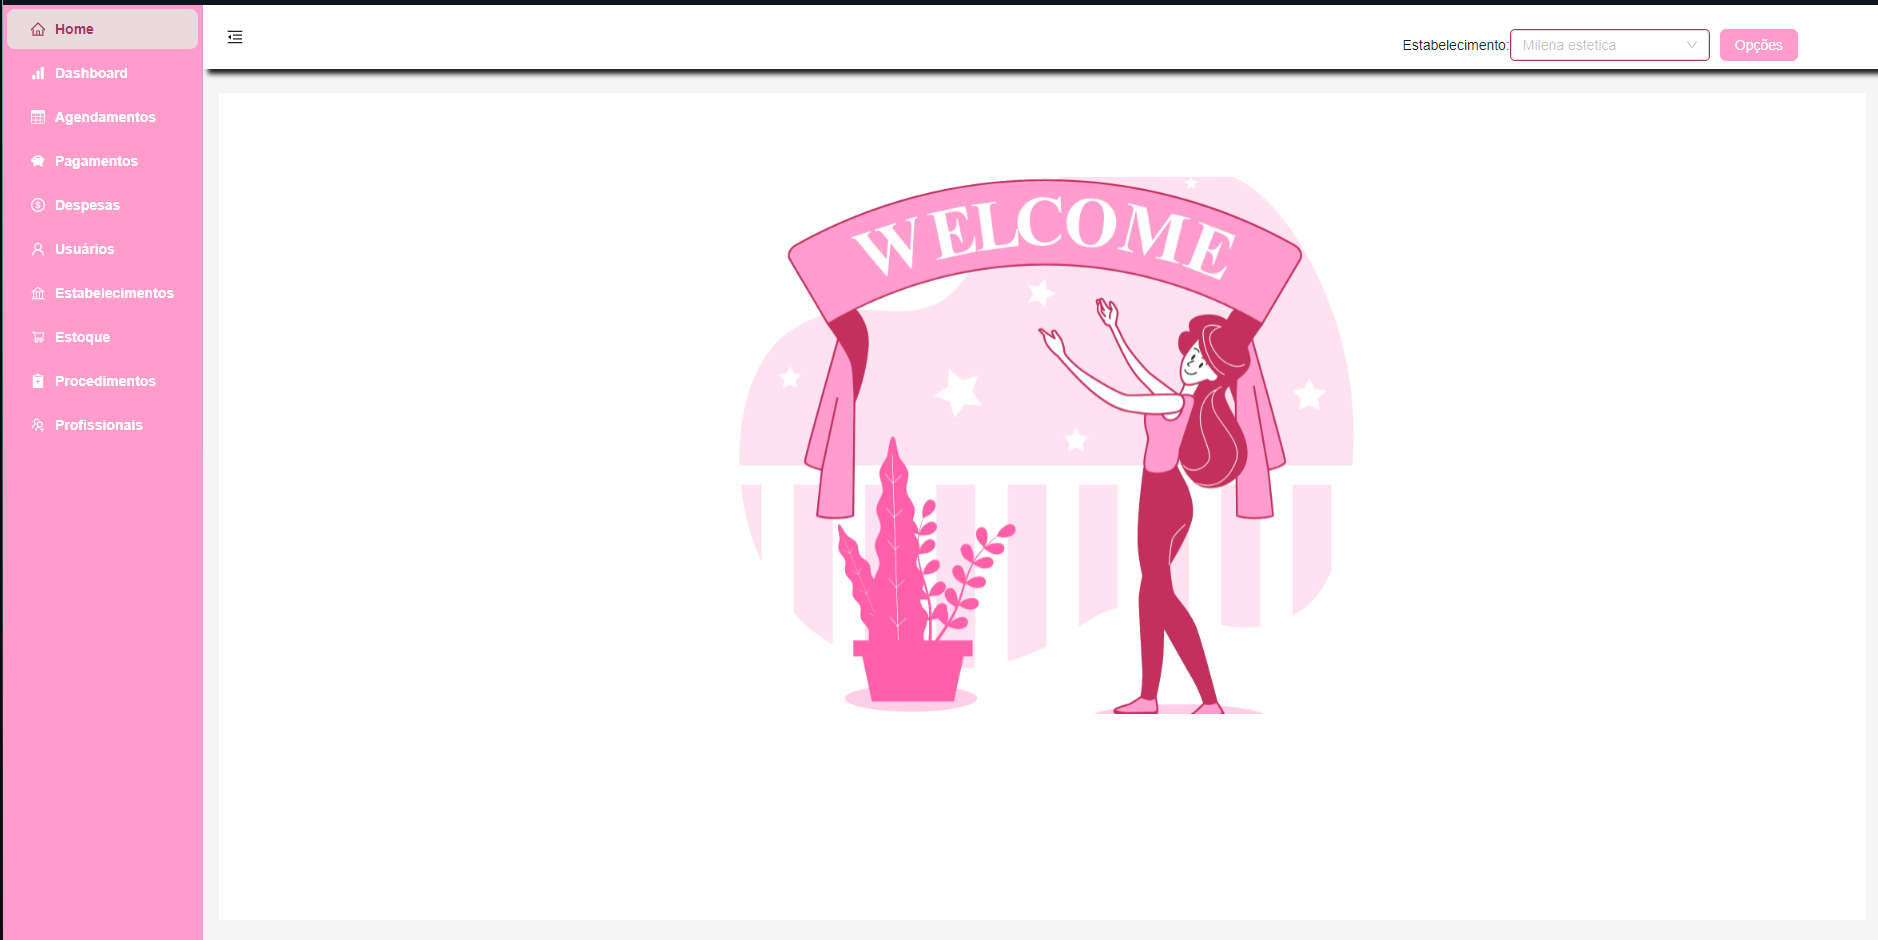 Home
Dashboard
Agendamentos
Pagamentos
Despesas
Usuários
Estabelecimentos
Estoque
Procedimentos
Profissionais
Estabelecimento: Milena estetica Opções
WELCOME